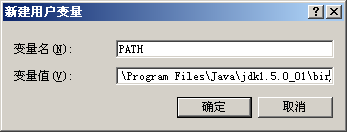 新建用户变量
变量名(N):
PATH
变量值(V):
\Program Files\Java\jdk1.5.0_01\bin
确定
取消